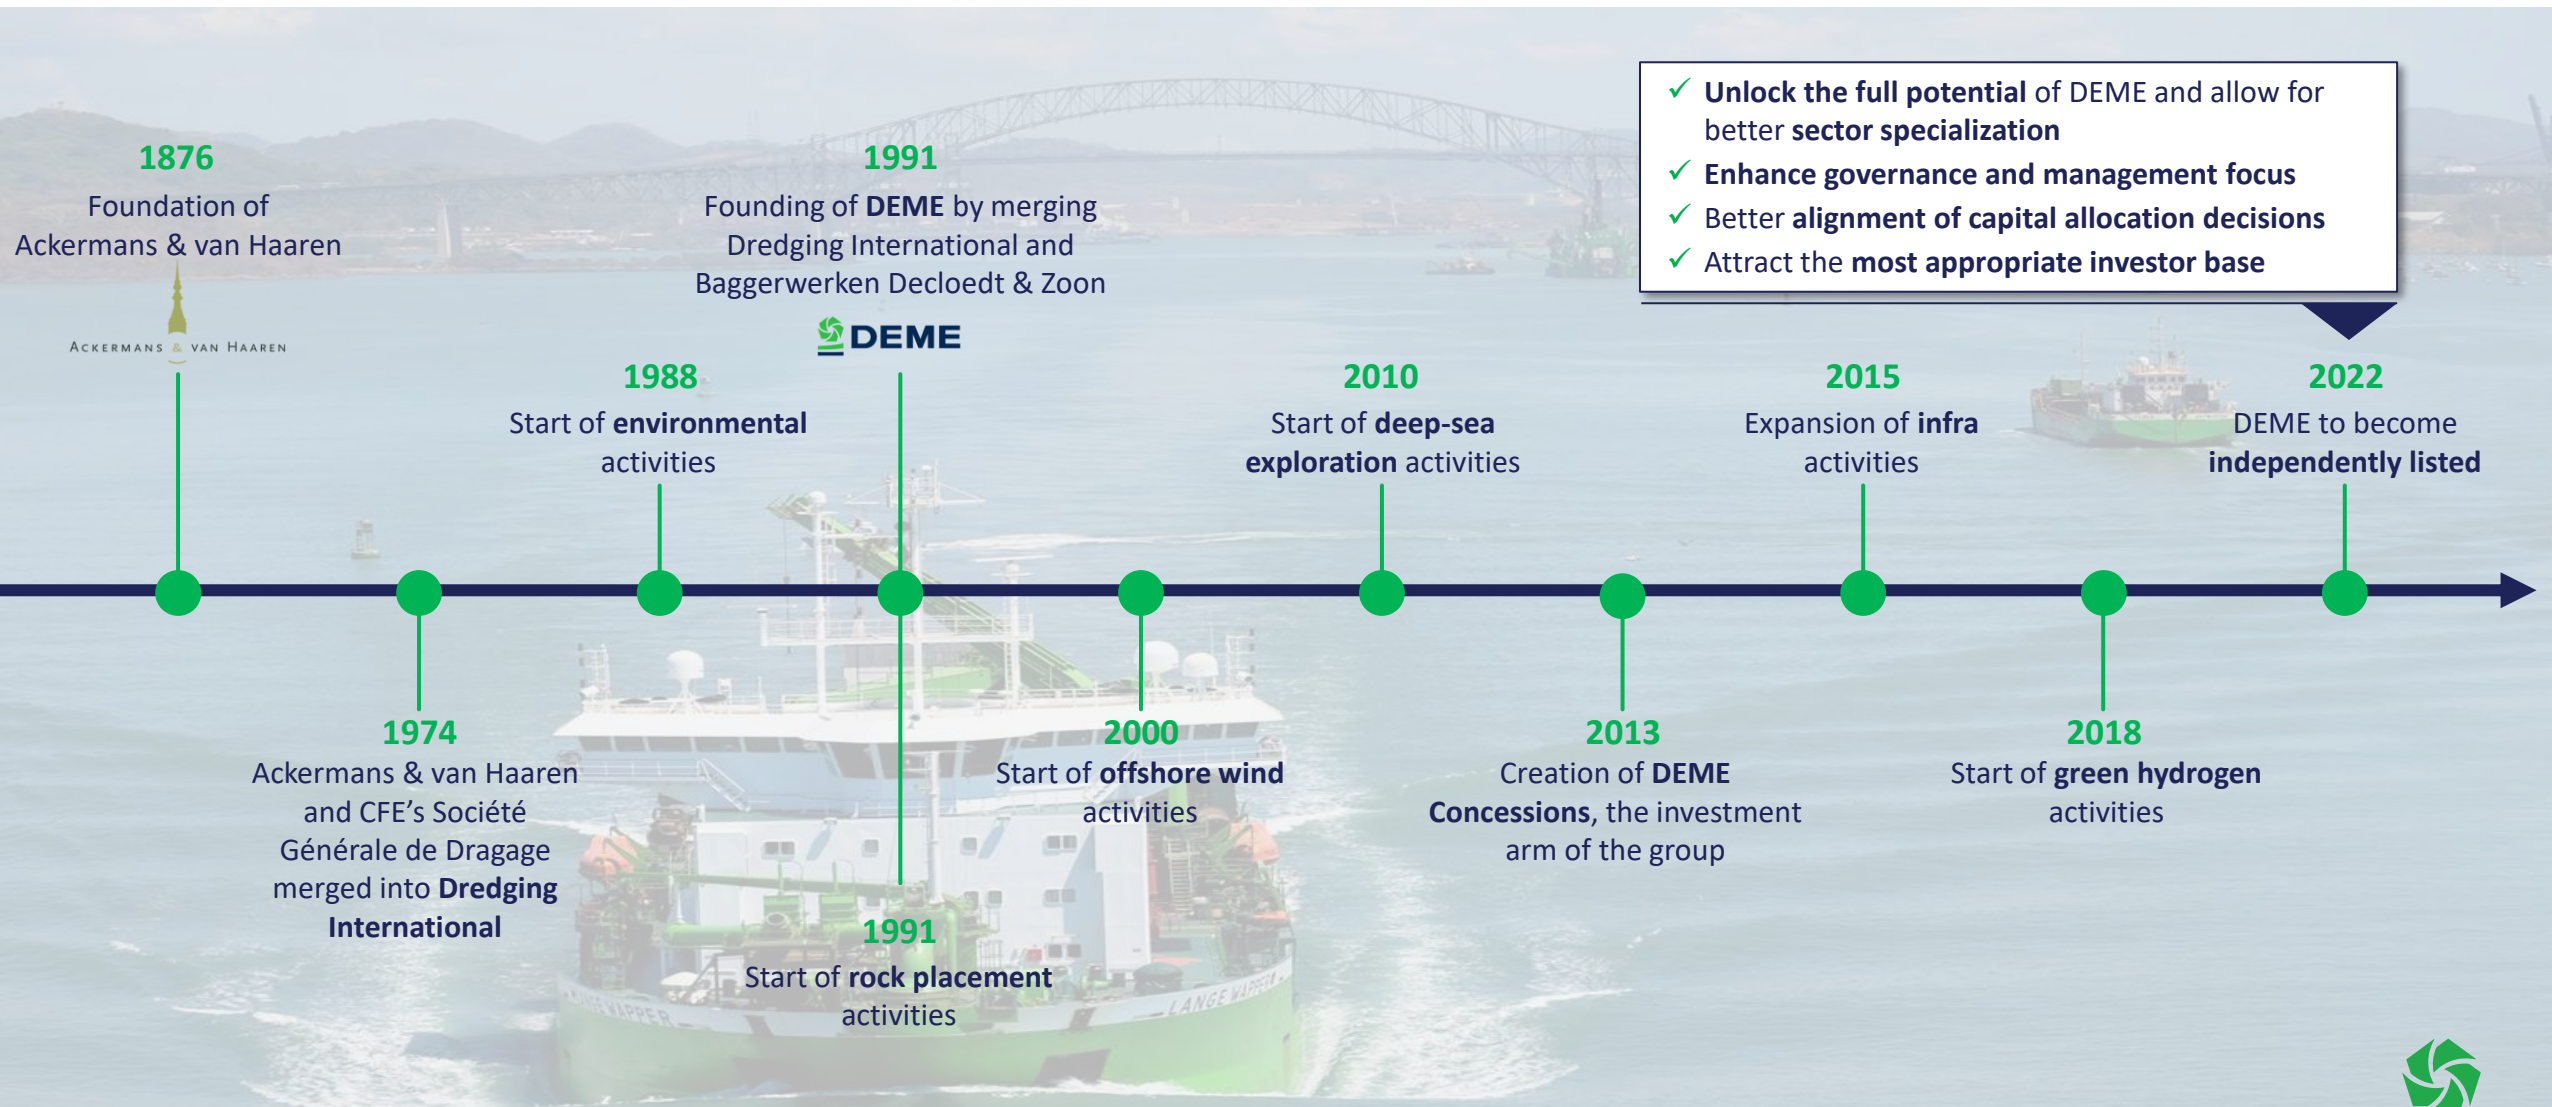 ✓ Unlock the full potential of DEME and allow for
better sector specialization
✓ Enhance governance and management focus
✓ Better alignment of capital allocation decisions
✓ Attract the most appropriate investor base
1876
Foundation of
Ackermans & van Haaren
ACKERMANS & VAN HAAREN
1991
Founding of DEME by merging
Dredging International and
Baggerwerken Decloedt & Zoon
DEME
1988
Start of environmental
activities
2010
Start of deep-sea
exploration activities
2015
Expansion of infra
activities
2022
DEME to become
independently listed
1974
Ackermans & van Haaren
and CFE’s Société
Générale de Dragage
merged into Dredging
International
1991
Start of rock placement
activities
2000
Start of offshore wind
activities
2013
Creation of DEME
Concessions, the investment
arm of the group
2018
Start of green hydrogen
activities
LANGE WAPPER
LANGE WAPPER